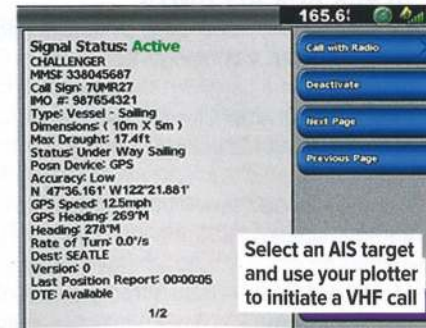 165.6
Signal Status: Active
CHALLENGER
MMSI: 338045687
Call Sign: 7UMR27
IMO #: 987654321
Type: Vessel - Sailing
Dimensions: ( 10m X 5m )
Max Draught: 17.4ft
Status: Under Way Sailing
Posn Device: GPS
Accuracy: Low
N 47°36.161' W122°21.881'
GPS Speed: 12.5mph
GPS Heading: 269°M
Heading: 278°M
Rate of Turn: 0.0°/s
Dest: SEATLE
Version: 0
Last Position Report: 00:00:05
DTE: Available
1/2
Call with Radio
Deactivate
Next Page
Previous Page
Select an AIS target
and use your plotter
to initiate a VHF call